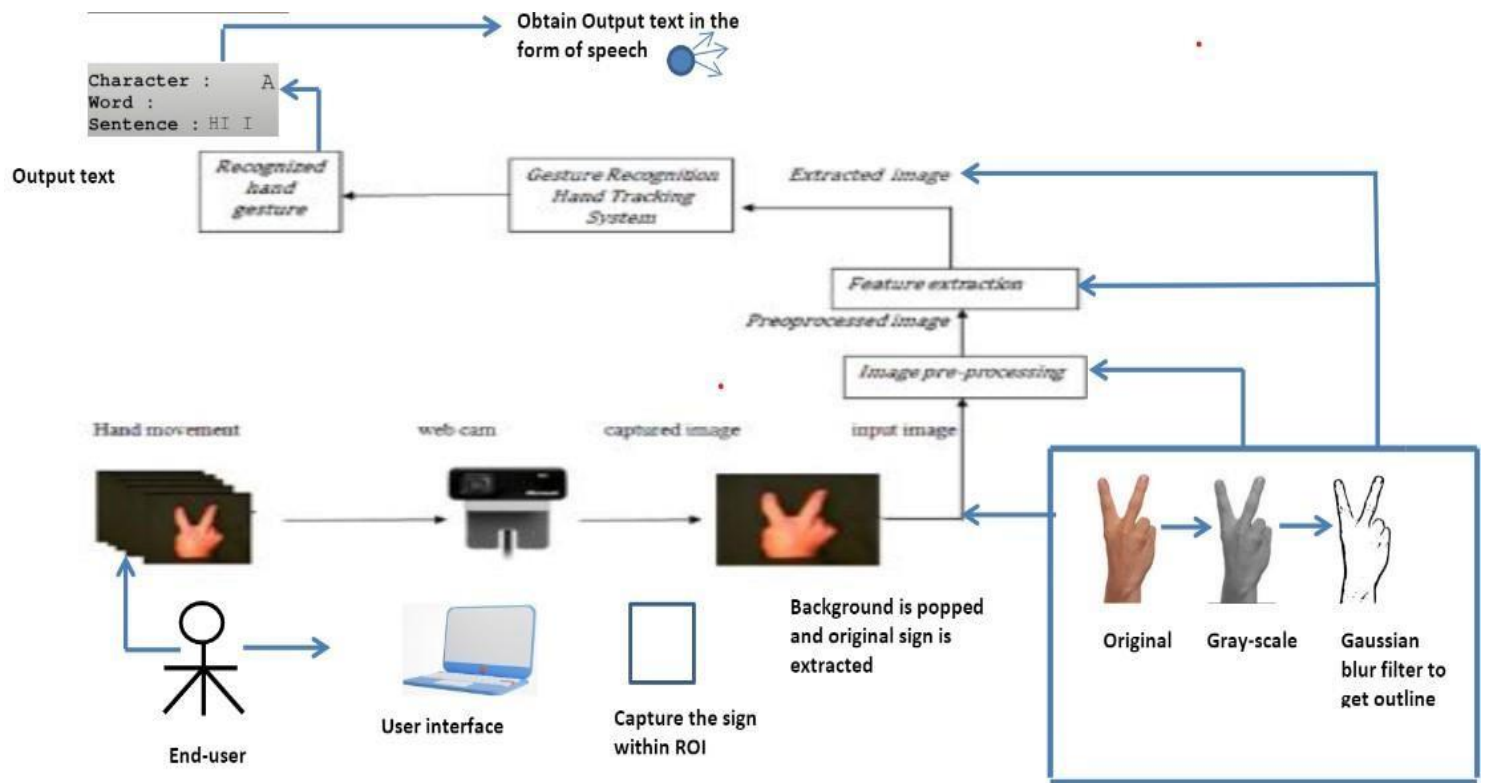 Obtain Output text in the
form of speech
Character : A
Word :
Sentence : HI I
Output text
Recognized
hand
gesture
Gesture Recognition
Hand Tracking
System
Extracted image
Feature extraction
Preoprocessed image
Image pre-processing
Hand movement
web cam
captured image
input image
Background is popped
and original sign is
extracted
Original
Gray-scale
Gaussian
blur filter to
get outline
User interface
Capture the sign
within ROI
End-user